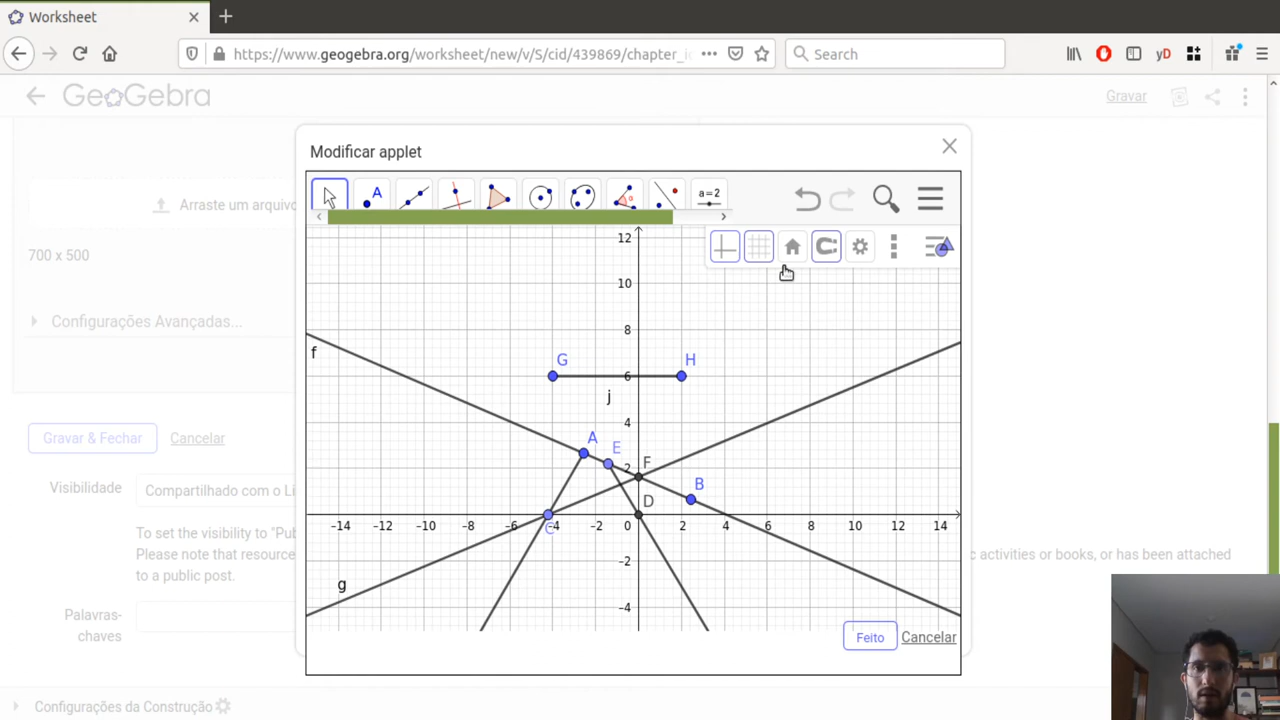 Worksheet
https://www.geogebra.org/worksheet/new/v/S/cid/439869/chapter_ic
Search
yD
GeoGebra
Gravar
Modificar applet
Arraste um arquivo
A
α
a=2
700 x 500
Configurações Avançadas...
12
10
8
6
4
2
0
-2
-4
-14 -12 -10 -8 -6 -4 -2 2 4 6 8 10 12 14
f
G
H
j
A
E
F
B
D
C
g
Gravar & Fechar
Cancelar
Visibilidade
Compartilhado com o Li
To set the visibility to "Pub
Please note that resource
c activities or books, or has been attached
to a public post.
Palavras-
chaves
Feito
Cancelar
Configurações da Construção